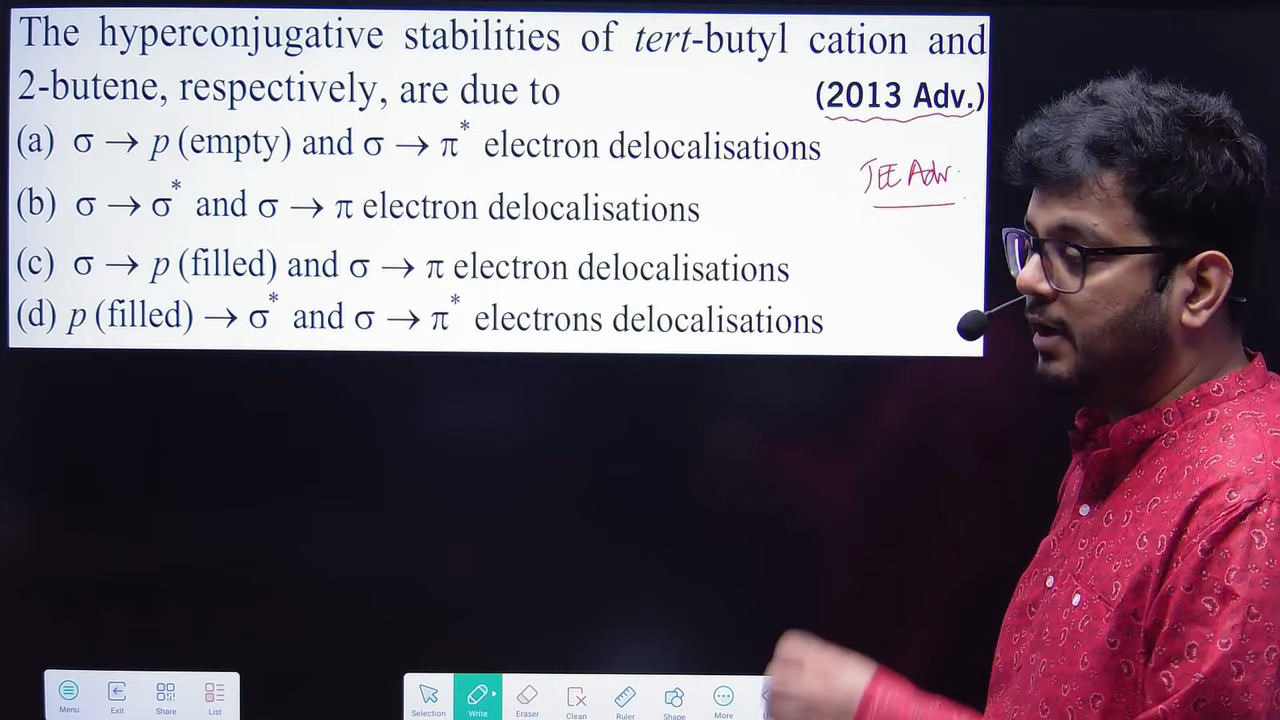 The hyperconjugative stabilities of tert-butyl cation and
2-butene, respectively, are due to (2013 Adv.)
(a) σ → p (empty) and σ → π* electron delocalisations
JEE Adv.
(b) σ → σ* and σ → π electron delocalisations
(c) σ → p (filled) and σ → π electron delocalisations
(d) p (filled) → σ* and σ → π* electrons delocalisations
Menu Exit Share List Selection Write Eraser Clean Ruler Shape More